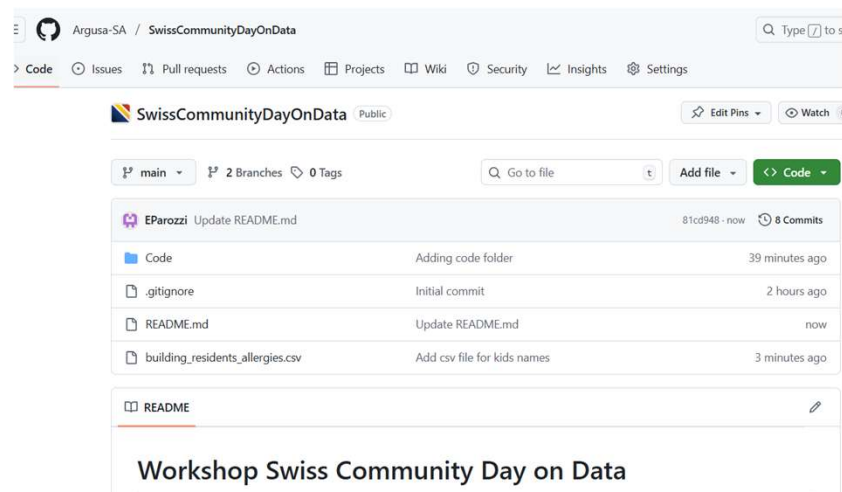 Argusa-SA / SwissCommunityDayOnData
Type / to s
Code Issues Pull requests Actions Projects Wiki Security Insights Settings
SwissCommunityDayOnData Public
Edit Pins Watch
main 2 Branches 0 Tags
Go to file t
Add file Code
EParozzi Update README.md 81cd948 · now 8 Commits
Code Adding code folder 39 minutes ago
.gitignore Initial commit 2 hours ago
README.md Update README.md now
building_residents_allergies.csv Add csv file for kids names 3 minutes ago
README
Workshop Swiss Community Day on Data